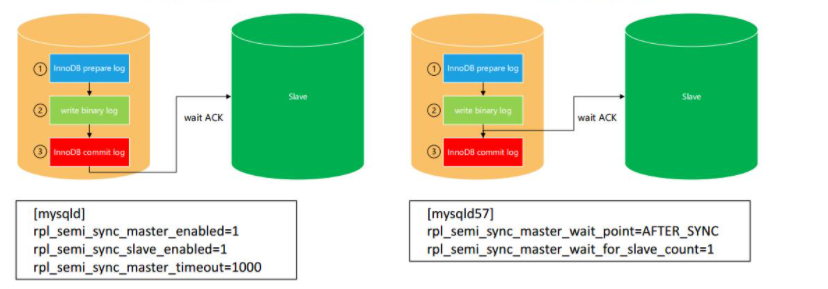 ① InnoDB prepare log
② write binary log
③ InnoDB commit log
wait ACK
Slave
[mysqld]
rpl_semi_sync_master_enabled=1
rpl_semi_sync_slave_enabled=1
rpl_semi_sync_master_timeout=1000
① InnoDB prepare log
② write binary log
③ InnoDB commit log
wait ACK
Slave
[mysqld57]
rpl_semi_sync_master_wait_point=AFTER_SYNC
rpl_semi_sync_master_wait_for_slave_count=1